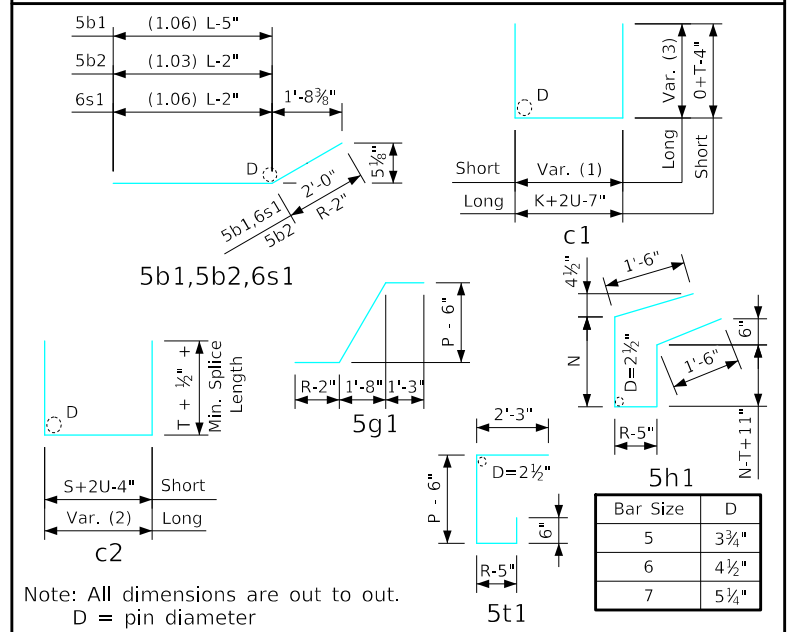 5b1 (1.06) L-5"
5b2 (1.03) L-2"
6s1 (1.06) L-2" 1'-8⅜"
D
5⅛"
2'-0"
R-2"
5b1,6s1
5b2
5b1,5b2,6s1
D
Var. (3)
0+T-4"
Long
Short
Short Var. (1)
Long K+2U-7"
c1
D
T + ½" +
Min. Splice
Length
S+2U-4" Short
Var. (2) Long
c2
P - 6"
R-2" 1'-8" 1'-3"
5g1
4½"
1'-6"
N
D=2½"
6"
1'-6"
N-T+11"
R-5"
5h1
2'-3"
D=2½"
P - 6"
6"
R-5"
5t1
Bar Size D
5 3¾"
6 4½"
7 5¼"
Note: All dimensions are out to out.
D = pin diameter